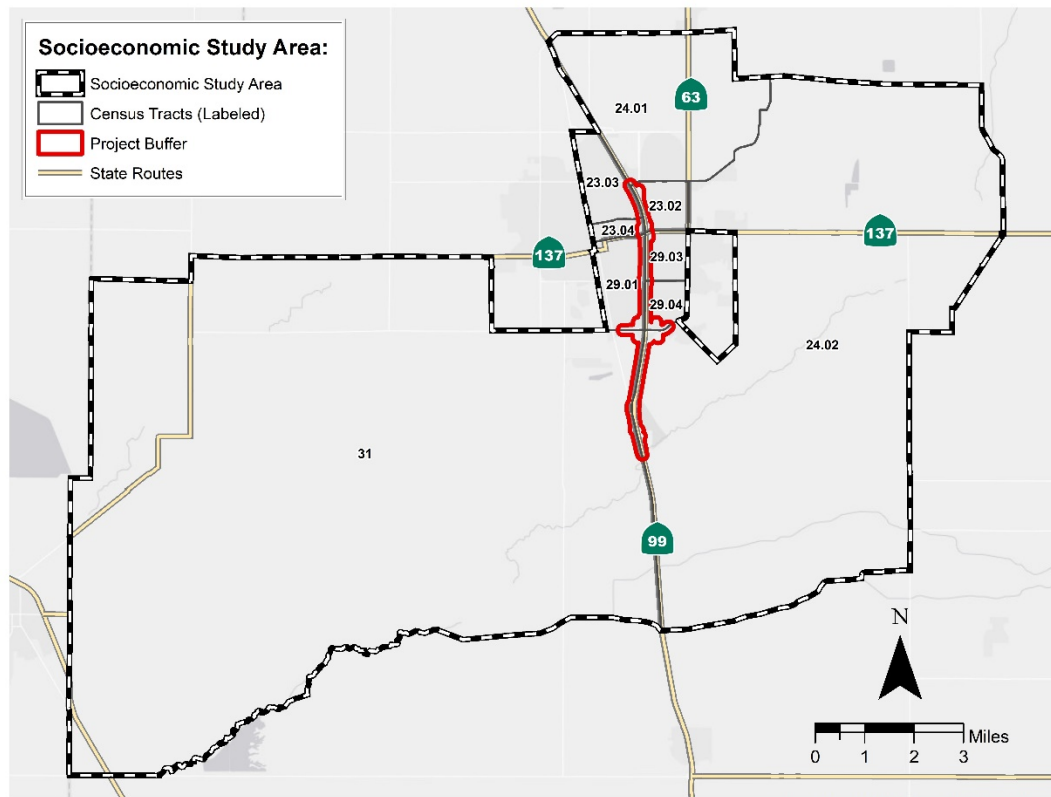 Socioeconomic Study Area:
Socioeconomic Study Area
Census Tracts (Labeled)
Project Buffer
State Routes
24.01
63
23.03
23.02
23.04
137
137
29.03
29.01
29.04
24.02
31
99
N
Miles
0 1 2 3